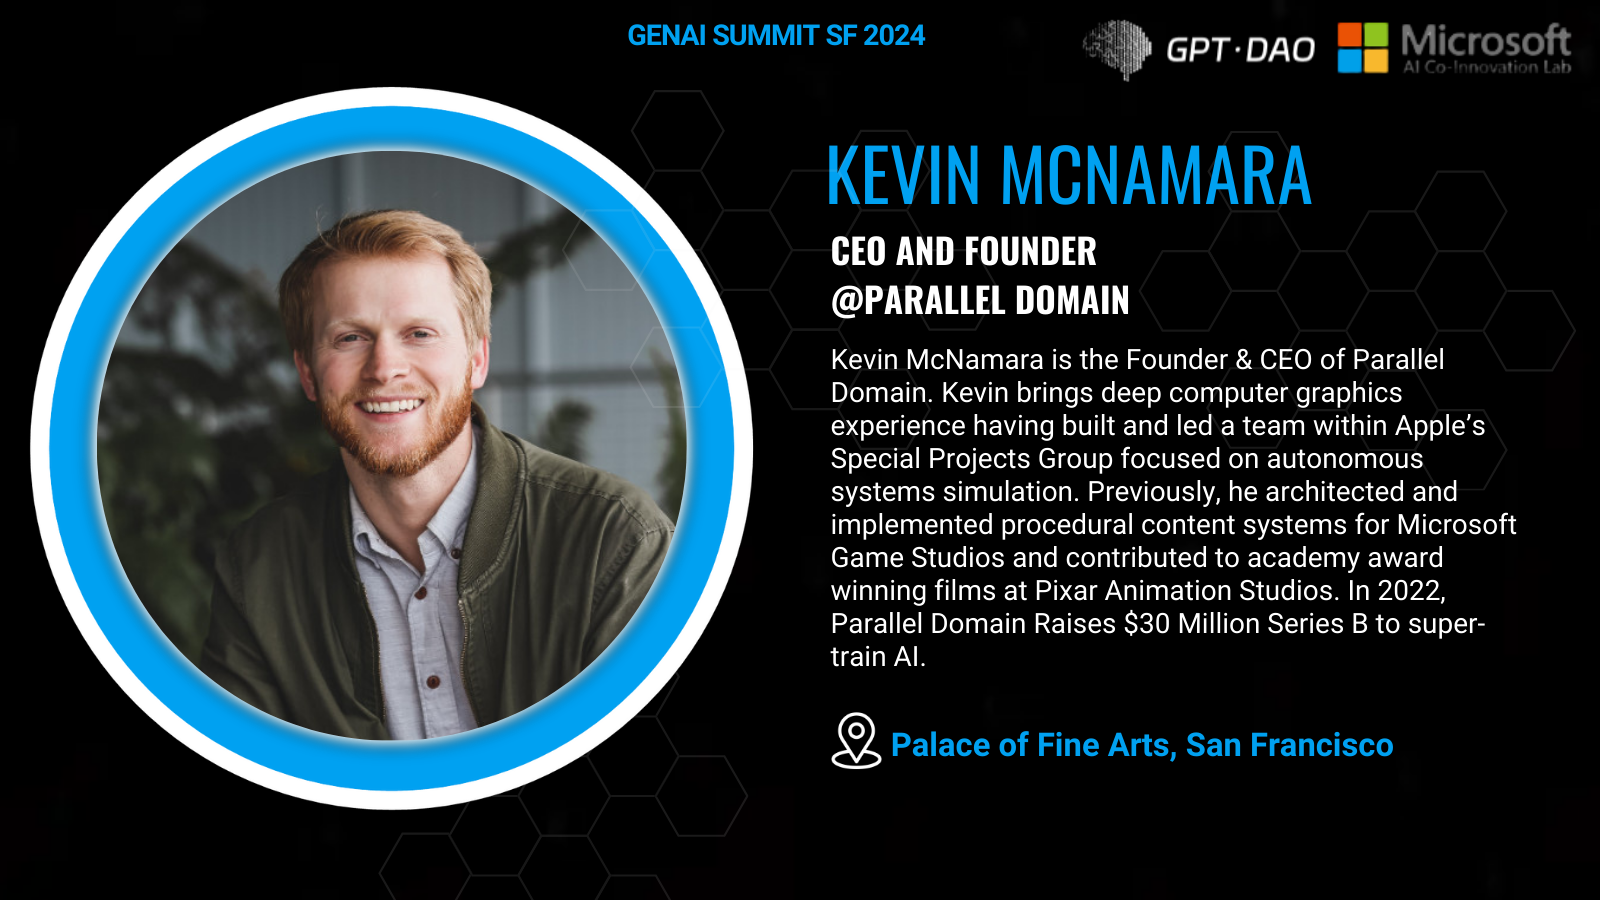 GENAI SUMMIT SF 2024
GPT·DAO
Microsoft
AI Co-Innovation Lab
KEVIN MCNAMARA
CEO AND FOUNDER
@PARALLEL DOMAIN
Kevin McNamara is the Founder & CEO of Parallel
Domain. Kevin brings deep computer graphics
experience having built and led a team within Apple’s
Special Projects Group focused on autonomous
systems simulation. Previously, he architected and
implemented procedural content systems for Microsoft
Game Studios and contributed to academy award
winning films at Pixar Animation Studios. In 2022,
Parallel Domain Raises $30 Million Series B to super-
train AI.
Palace of Fine Arts, San Francisco